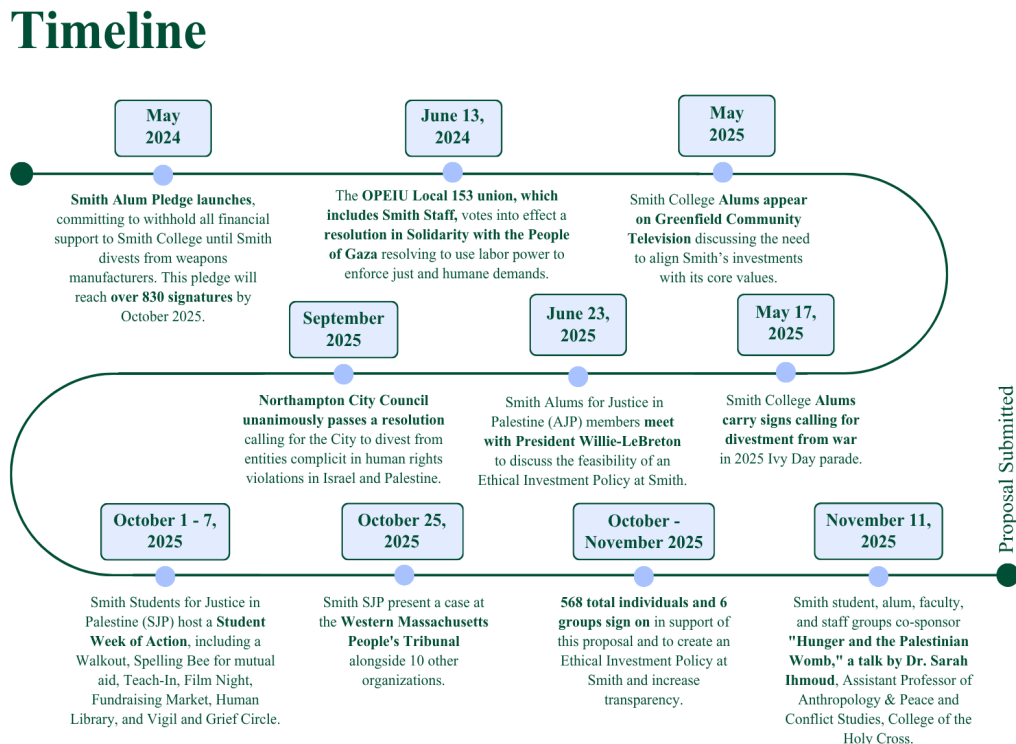 Timeline
May
2024
Smith Alum Pledge launches,
committing to withhold all financial
support to Smith College until Smith
divests from weapons
manufacturers. This pledge will
reach over 830 signatures by
October 2025.
June 13,
2024
The OPEIU Local 153 union, which
includes Smith Staff, votes into effect a
resolution in Solidarity with the People
of Gaza resolving to use labor power to
enforce just and humane demands.
May
2025
Smith College Alums appear
on Greenfield Community
Television discussing the need
to align Smith's investments
with its core values.
May 17,
2025
Smith College Alums
carry signs calling for
divestment from war
in 2025 Ivy Day parade.
June 23,
2025
Smith Alums for Justice in
Palestine (AJP) members meet
with President Willie-LeBreton
to discuss the feasibility of an
Ethical Investment Policy at Smith.
September
2025
Northampton City Council
unanimously passes a resolution
calling for the City to divest from
entities complicit in human rights
violations in Israel and Palestine.
October 1 - 7,
2025
Smith Students for Justice in
Palestine (SJP) host a Student
Week of Action, including a
Walkout, Spelling Bee for mutual
aid, Teach-In, Film Night,
Fundraising Market, Human
Library, and Vigil and Grief Circle.
October 25,
2025
Smith SJP present a case at
the Western Massachusetts
People's Tribunal
alongside 10 other
organizations.
October -
November 2025
568 total individuals and 6
groups sign on in support of
this proposal and to create an
Ethical Investment Policy at
Smith and increase
transparency.
November 11,
2025
Smith student, alum, faculty,
and staff groups co-sponsor
"Hunger and the Palestinian
Womb," a talk by Dr. Sarah
Ihmoud, Assistant Professor of
Anthropology & Peace and
Conflict Studies, College of the
Holy Cross.
Proposal Submitted